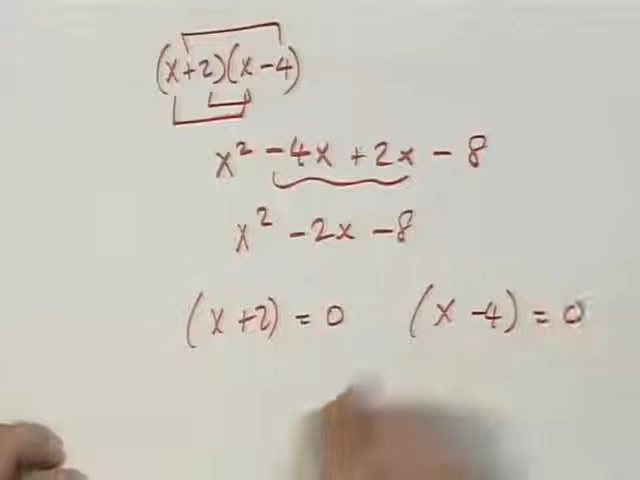 (x+2)(x-4)
x² -4x +2x - 8
x² -2x -8
(x +2) = 0 (x -4) = 0